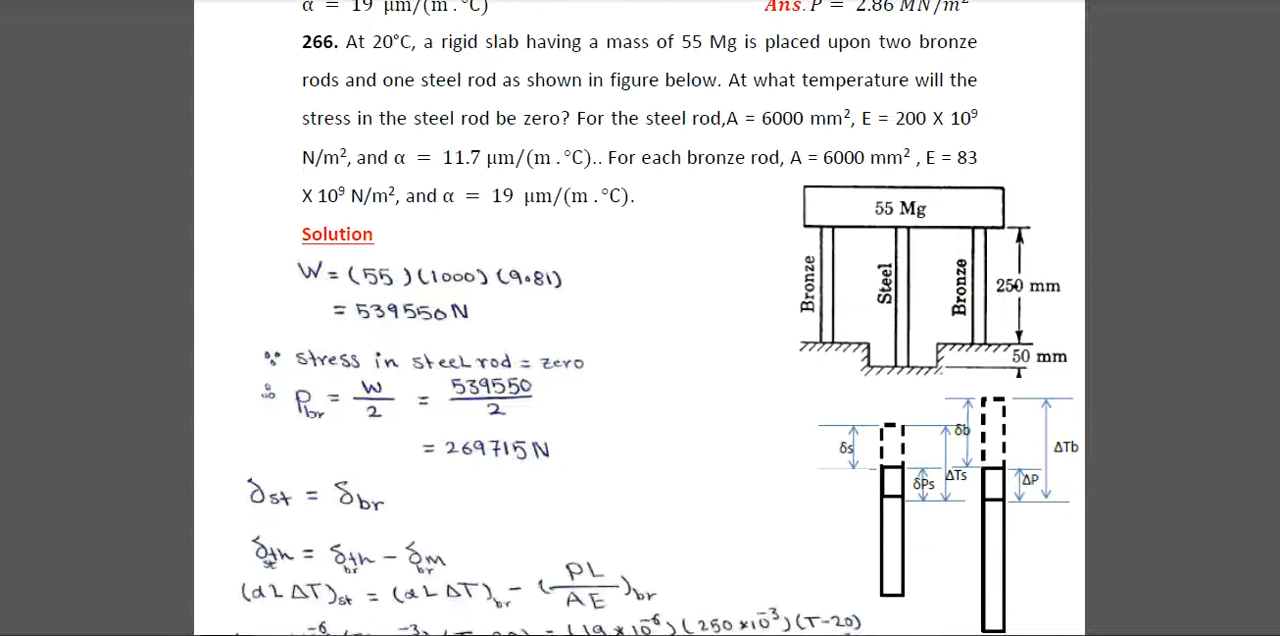 α = 19 μm/(m . °C)
Ans. P = 2.86 MN/m²
266. At 20°C, a rigid slab having a mass of 55 Mg is placed upon two bronze
rods and one steel rod as shown in figure below. At what temperature will the
stress in the steel rod be zero? For the steel rod,A = 6000 mm², E = 200 X 10⁹
N/m², and α = 11.7 μm/(m . °C).. For each bronze rod, A = 6000 mm² , E = 83
X 10⁹ N/m², and α = 19 μm/(m . °C).
Solution
W = (55)(1000)(9.81)
= 539550 N
∵ stress in steel rod = zero
∴ Pbr = W/2 = 539550/2
= 269715 N
δst = δbr
δth st = δth br - δm br
(αLΔT)st = (αLΔT)br - (PL/AE)br
= (19*10⁻⁶)(250*10⁻³)(T-20)
55 Mg
Bronze
Steel
Bronze
250 mm
50 mm
δs
δPs
ΔTs
δb
ΔP
ΔTb